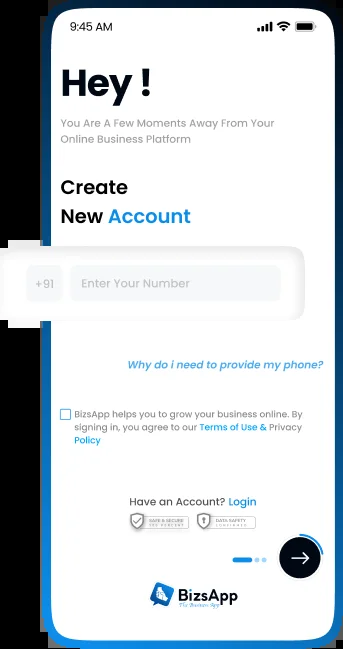 9:45 AM
Hey !
You Are A Few Moments Away From Your
Online Business Platform
Create
New Account
+91 Enter Your Number
Why do i need to provide my phone?
BizsApp helps you to grow your business online. By
signing in, you agree to our Terms of Use & Privacy
Policy
Have an Account? Login
SAFE & SECURE
DATA SAFETY
BizsApp
The Business App